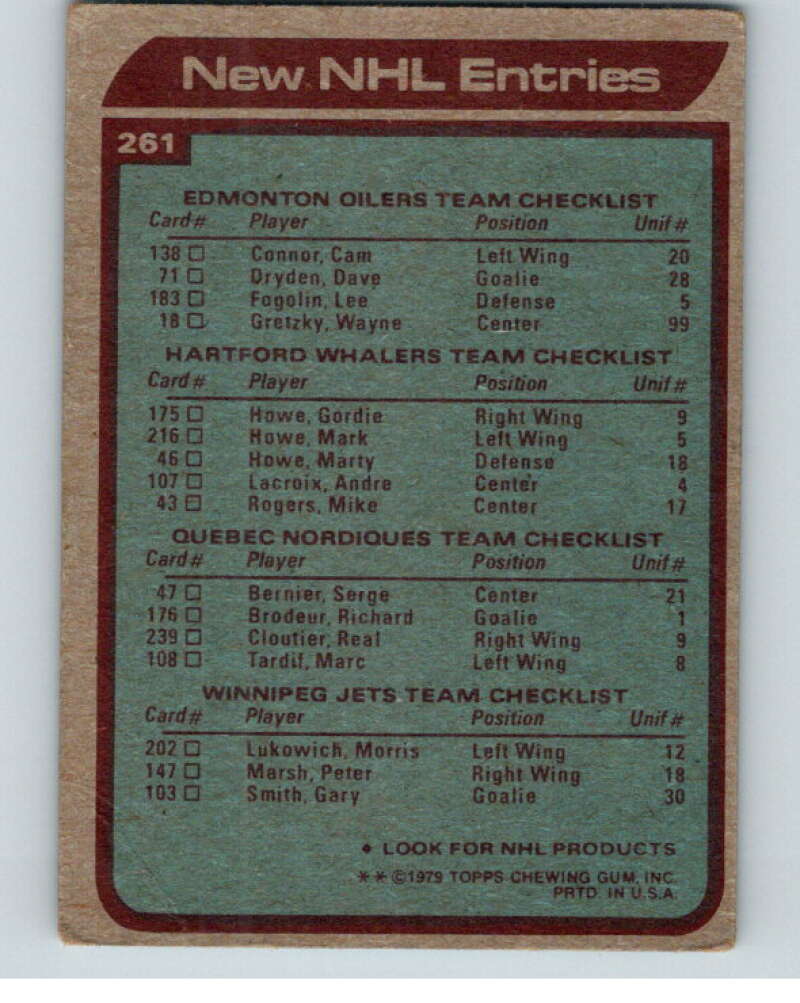 New NHL Entries
261
EDMONTON OILERS TEAM CHECKLIST
Card # Player Position Unif #
138 ☐ Connor, Cam Left Wing 20
71 ☐ Dryden, Dave Goalie 28
183 ☐ Fogolin, Lee Defense 5
18 ☐ Gretzky, Wayne Center 99
HARTFORD WHALERS TEAM CHECKLIST
Card # Player Position Unif #
175 ☐ Howe, Gordie Right Wing 9
216 ☐ Howe, Mark Left Wing 5
46 ☐ Howe, Marty Defense 18
107 ☐ Lacroix, Andre Center 4
43 ☐ Rogers, Mike Center 17
QUEBEC NORDIQUES TEAM CHECKLIST
Card # Player Position Unif #
47 ☐ Bernier, Serge Center 21
176 ☐ Brodeur, Richard Goalie 1
239 ☐ Cloutier, Real Right Wing 9
108 ☐ Tardif, Marc Left Wing 8
WINNIPEG JETS TEAM CHECKLIST
Card # Player Position Unif #
202 ☐ Lukowich, Morris Left Wing 12
147 ☐ Marsh, Peter Right Wing 18
103 ☐ Smith, Gary Goalie 30
• LOOK FOR NHL PRODUCTS
* * ©1979 TOPPS CHEWING GUM, INC.
PRTD. IN U.S.A.